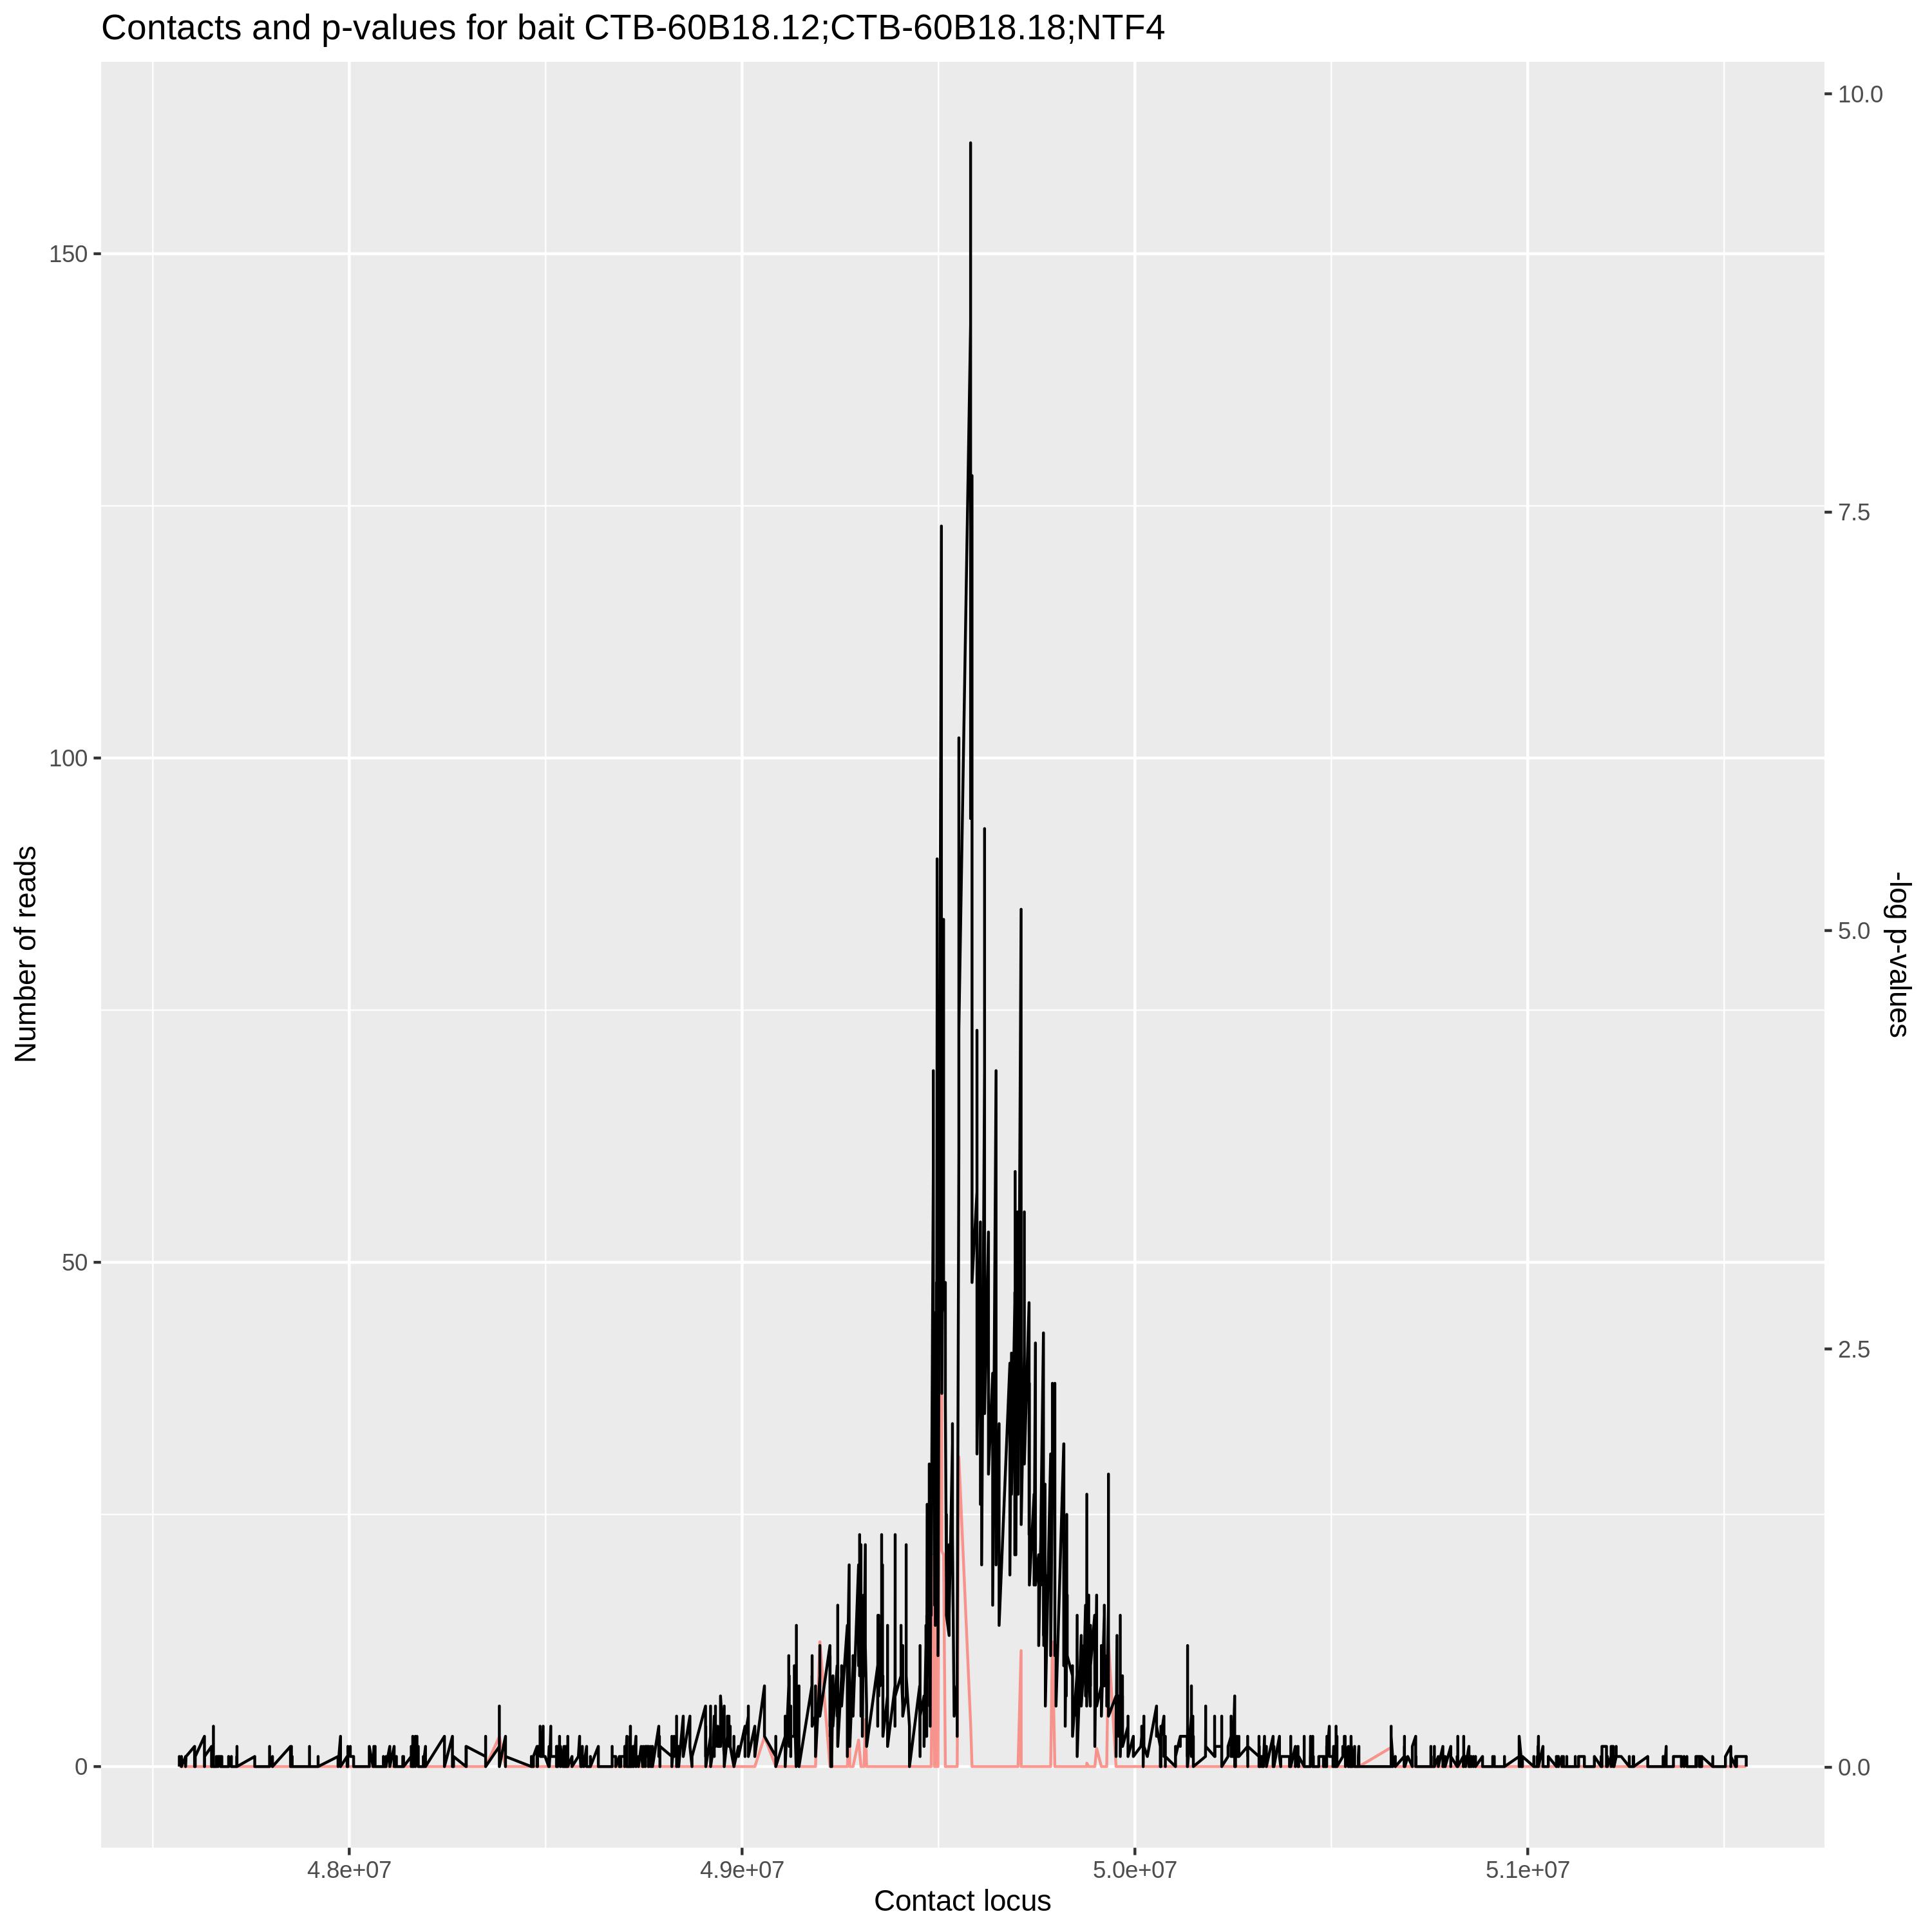 Contacts and p-values for bait CTB-60B18.12;CTB-60B18.18;NTF4
10.0
150
7.5
100
5.0
Number of reads
-log p-values
50
2.5
0
0.0
4.8e+07
4.9e+07
5.0e+07
5.1e+07
Contact locus